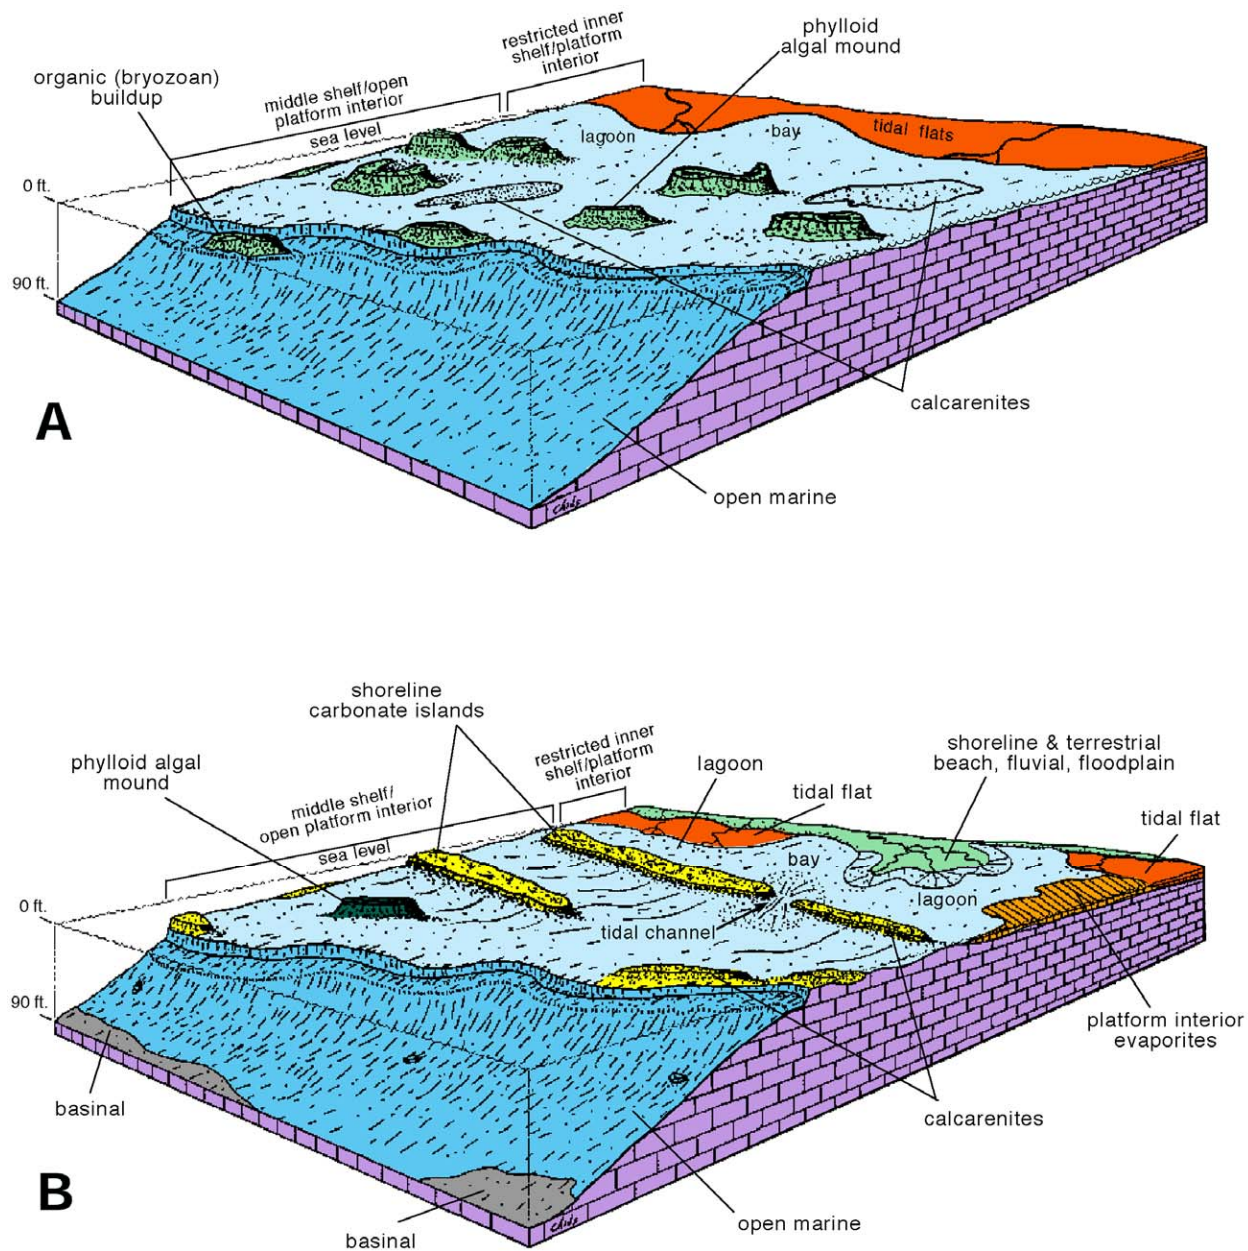 restricted inner
shelf/platform
interior
phylloid
algal mound
organic (bryozoan)
buildup
middle shelf/open
platform interior
sea level
lagoon
bay
tidal flats
0 ft.
90 ft.
calcarenites
A
open marine
shoreline
carbonate islands
restricted inner
shelf/platform
interior
shoreline & terrestrial
beach, fluvial, floodplain
phylloid algal
mound
lagoon
middle shelf/
open platform interior
tidal flat
tidal flat
sea level
bay
lagoon
0 ft.
tidal channel
90 ft.
platform interior
evaporites
basinal
calcarenites
B
basinal
open marine